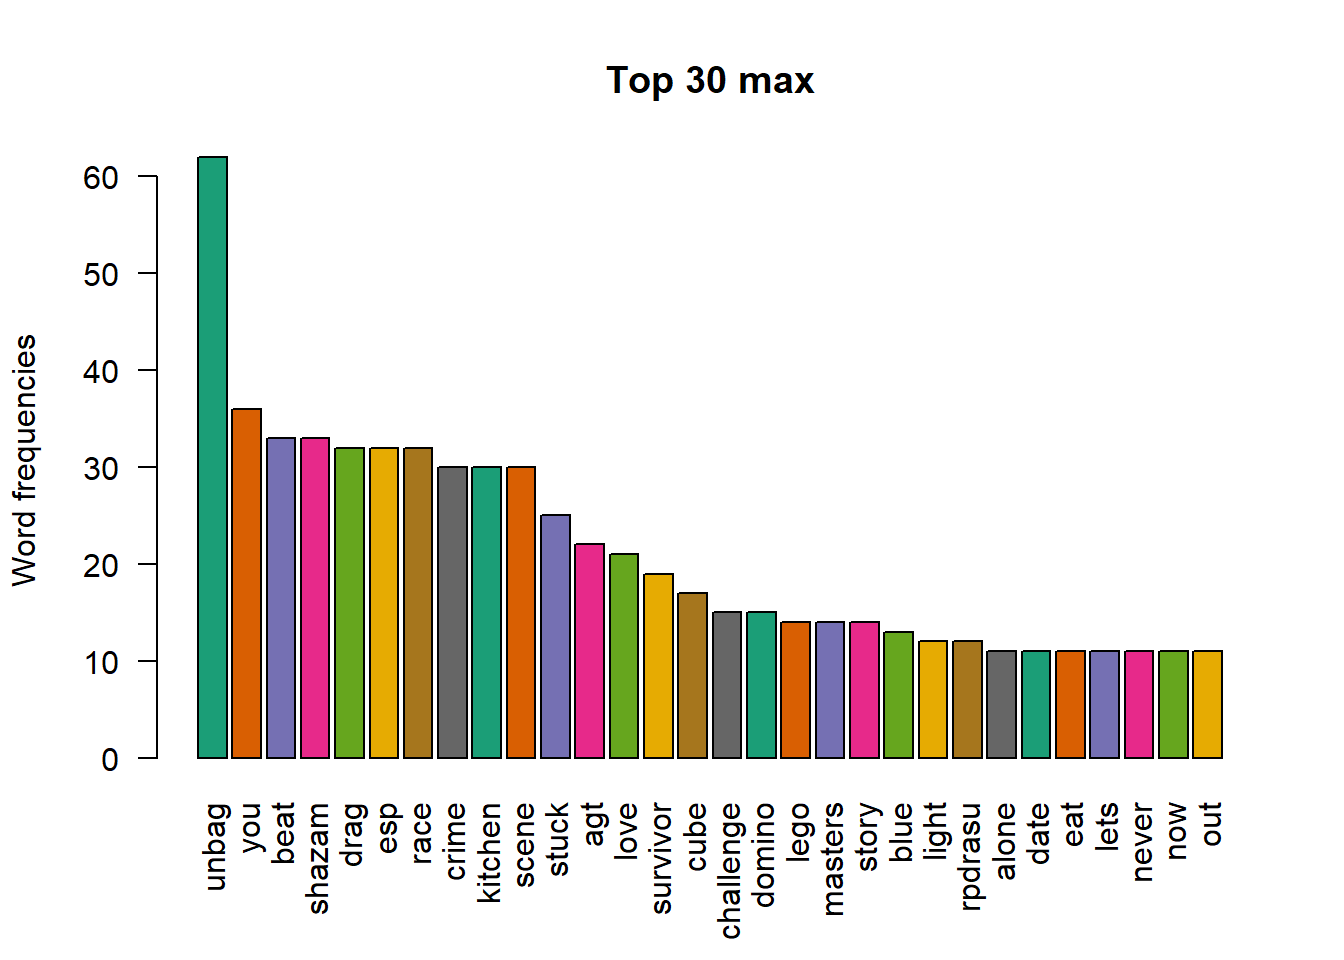 Top 30 max
Word frequencies
60
50
40
30
20
10
0
unbag
you
beat
shazam
drag
esp
race
crime
kitchen
scene
stuck
agt
love
survivor
cube
challenge
domino
lego
masters
story
blue
light
rpdrasu
alone
date
eat
lets
never
now
out